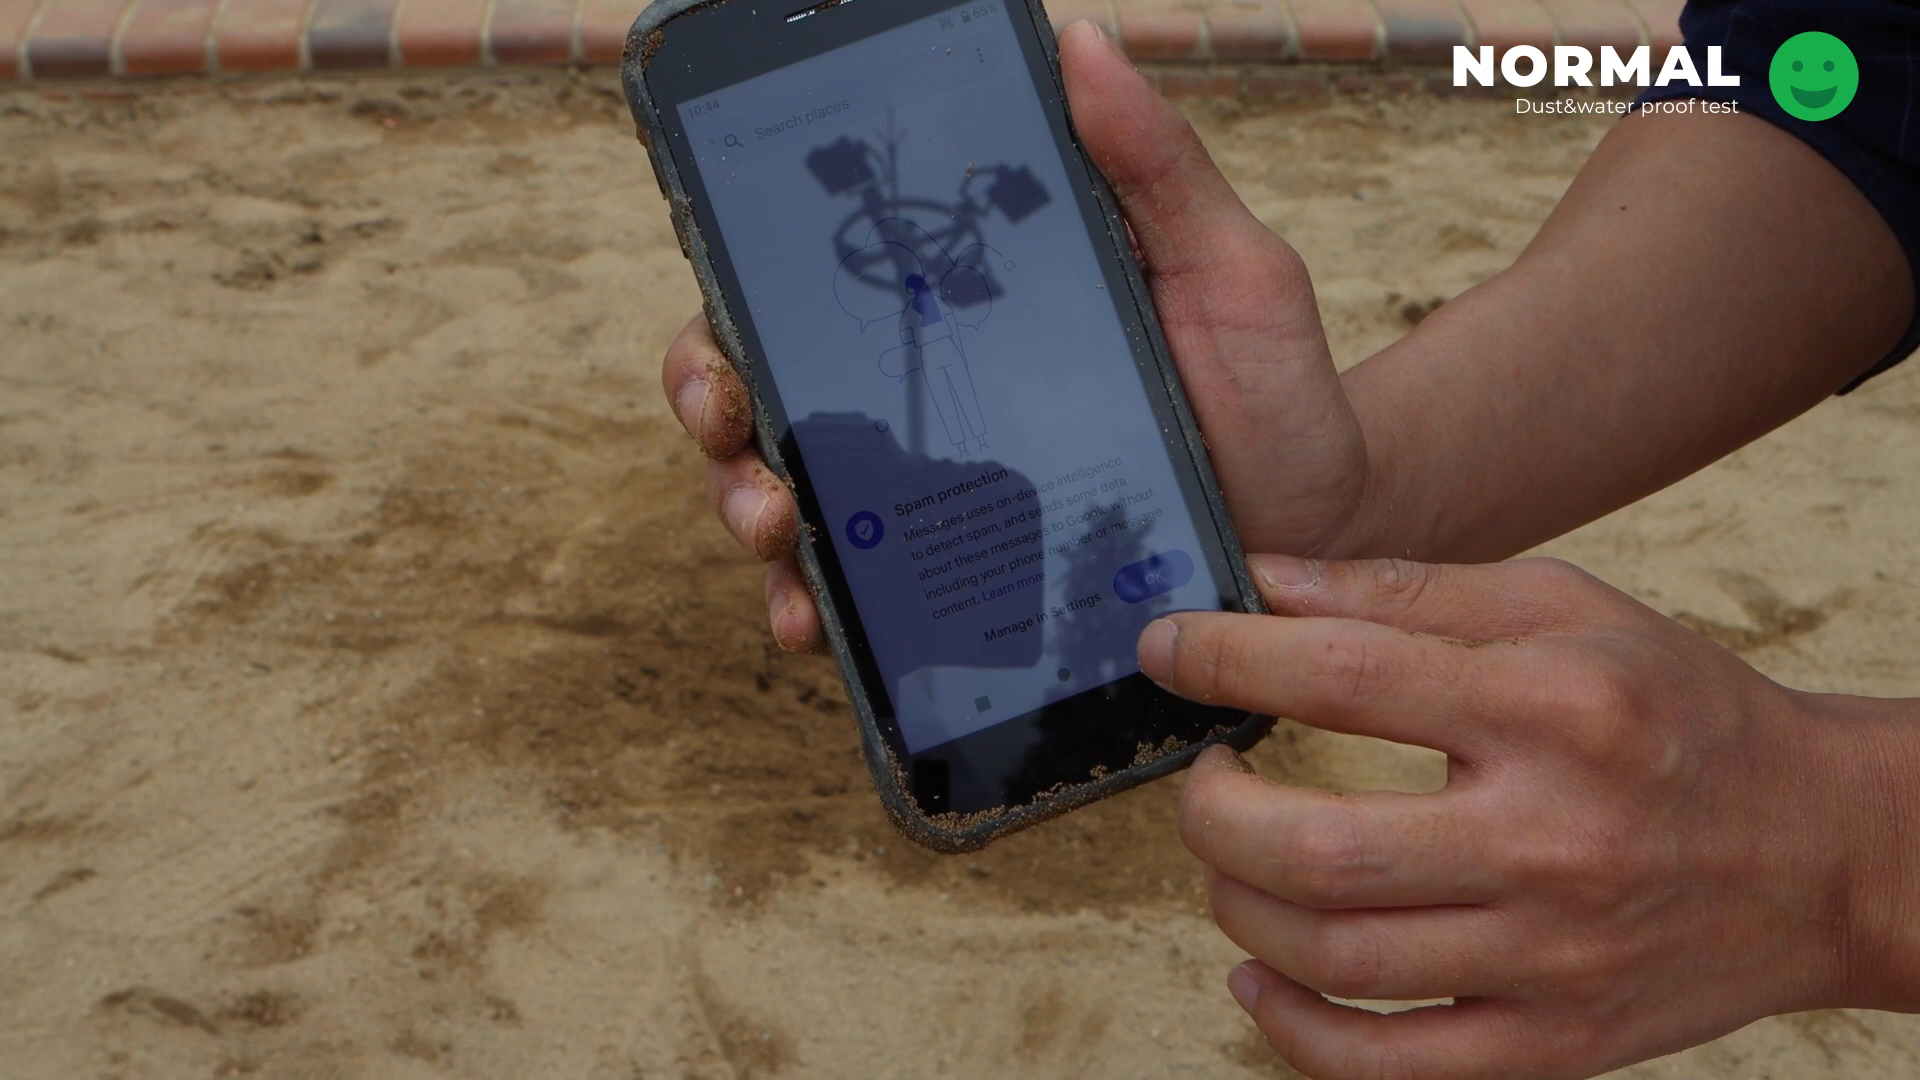 NORMAL
Dust&water proof test
65%
10:44
Search places
Spam protection
Messages uses on-device intelligence
to detect spam, and sends some data
about these messages to Google without
including your phone number or message
content. Learn more
Manage in Settings
OK